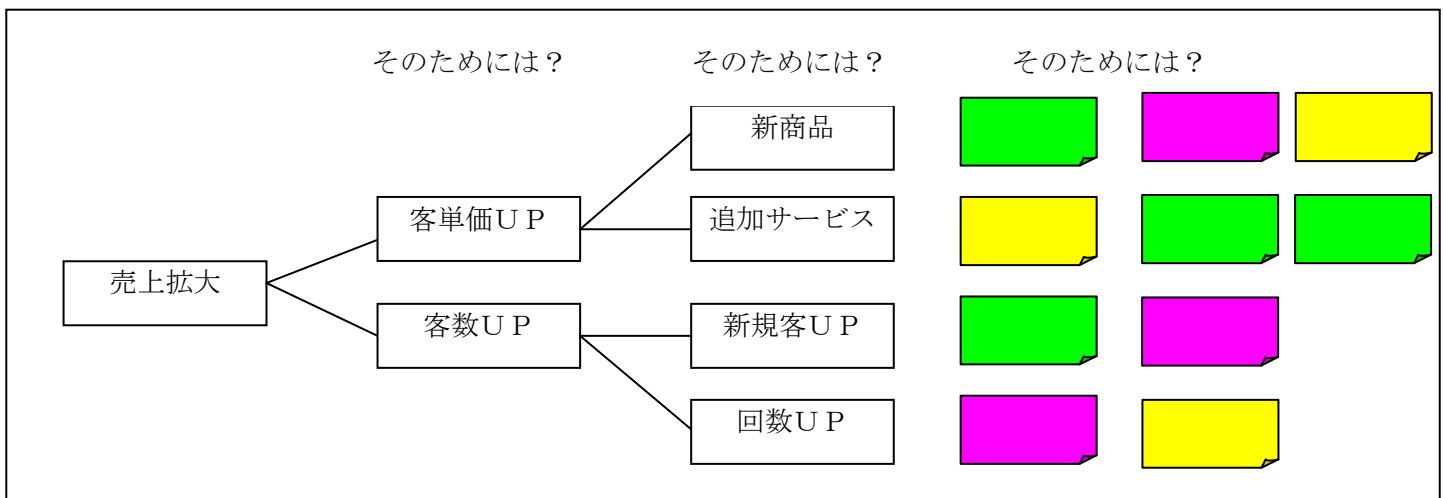 そのためには？
そのためには？
そのためには？
新商品
客単価ＵＰ
追加サービス
売上拡大
客数ＵＰ
新規客ＵＰ
回数ＵＰ